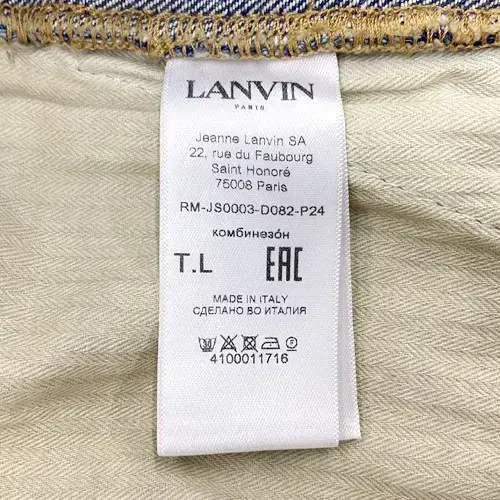 LANVIN
PARIS
Jeanne Lanvin SA
22, rue du Faubourg
Saint Honoré
75008 Paris
RM-JS0003-D082-P24
комбинезóн
T.L EAC
MADE IN ITALY
СДЕЛАНО ВО ИТАЛИЯ
4100011716